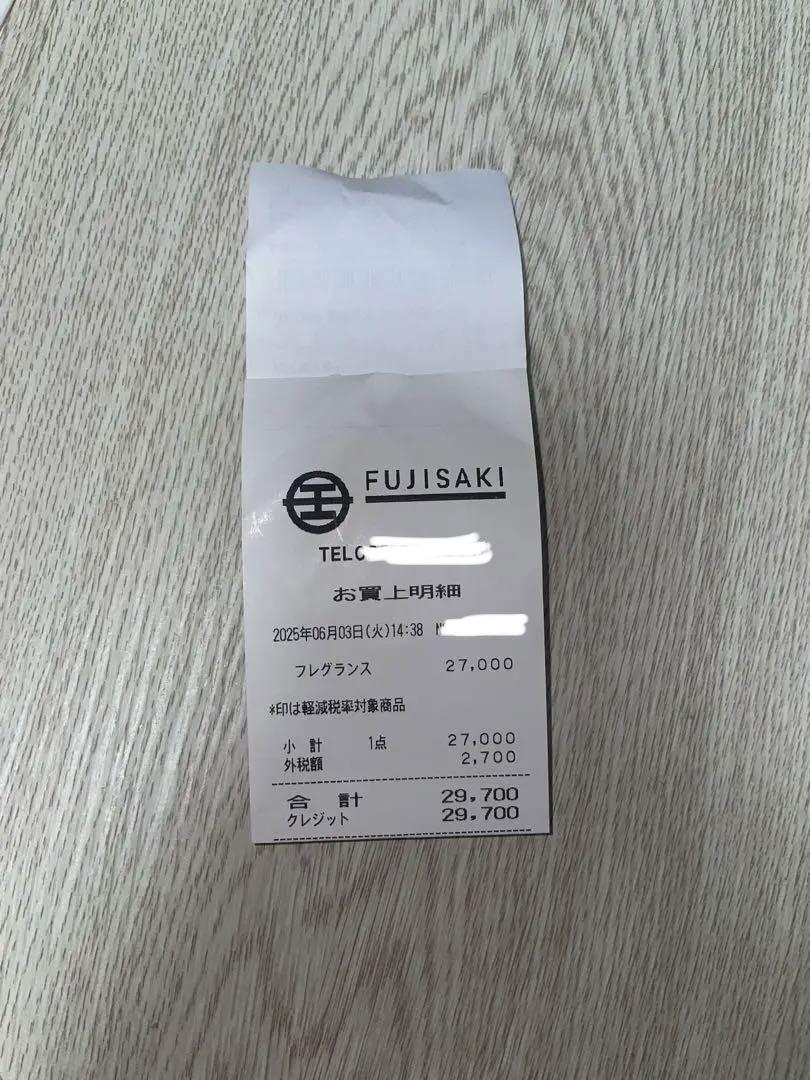 FUJISAKI
TEL
お買上明細
2025年06月03日(火)14:38
フレグランス 27,000
*印は軽減税率対象商品
小 計 1点 27,000
外税額 2,700
合 計 29,700
クレジット 29,700